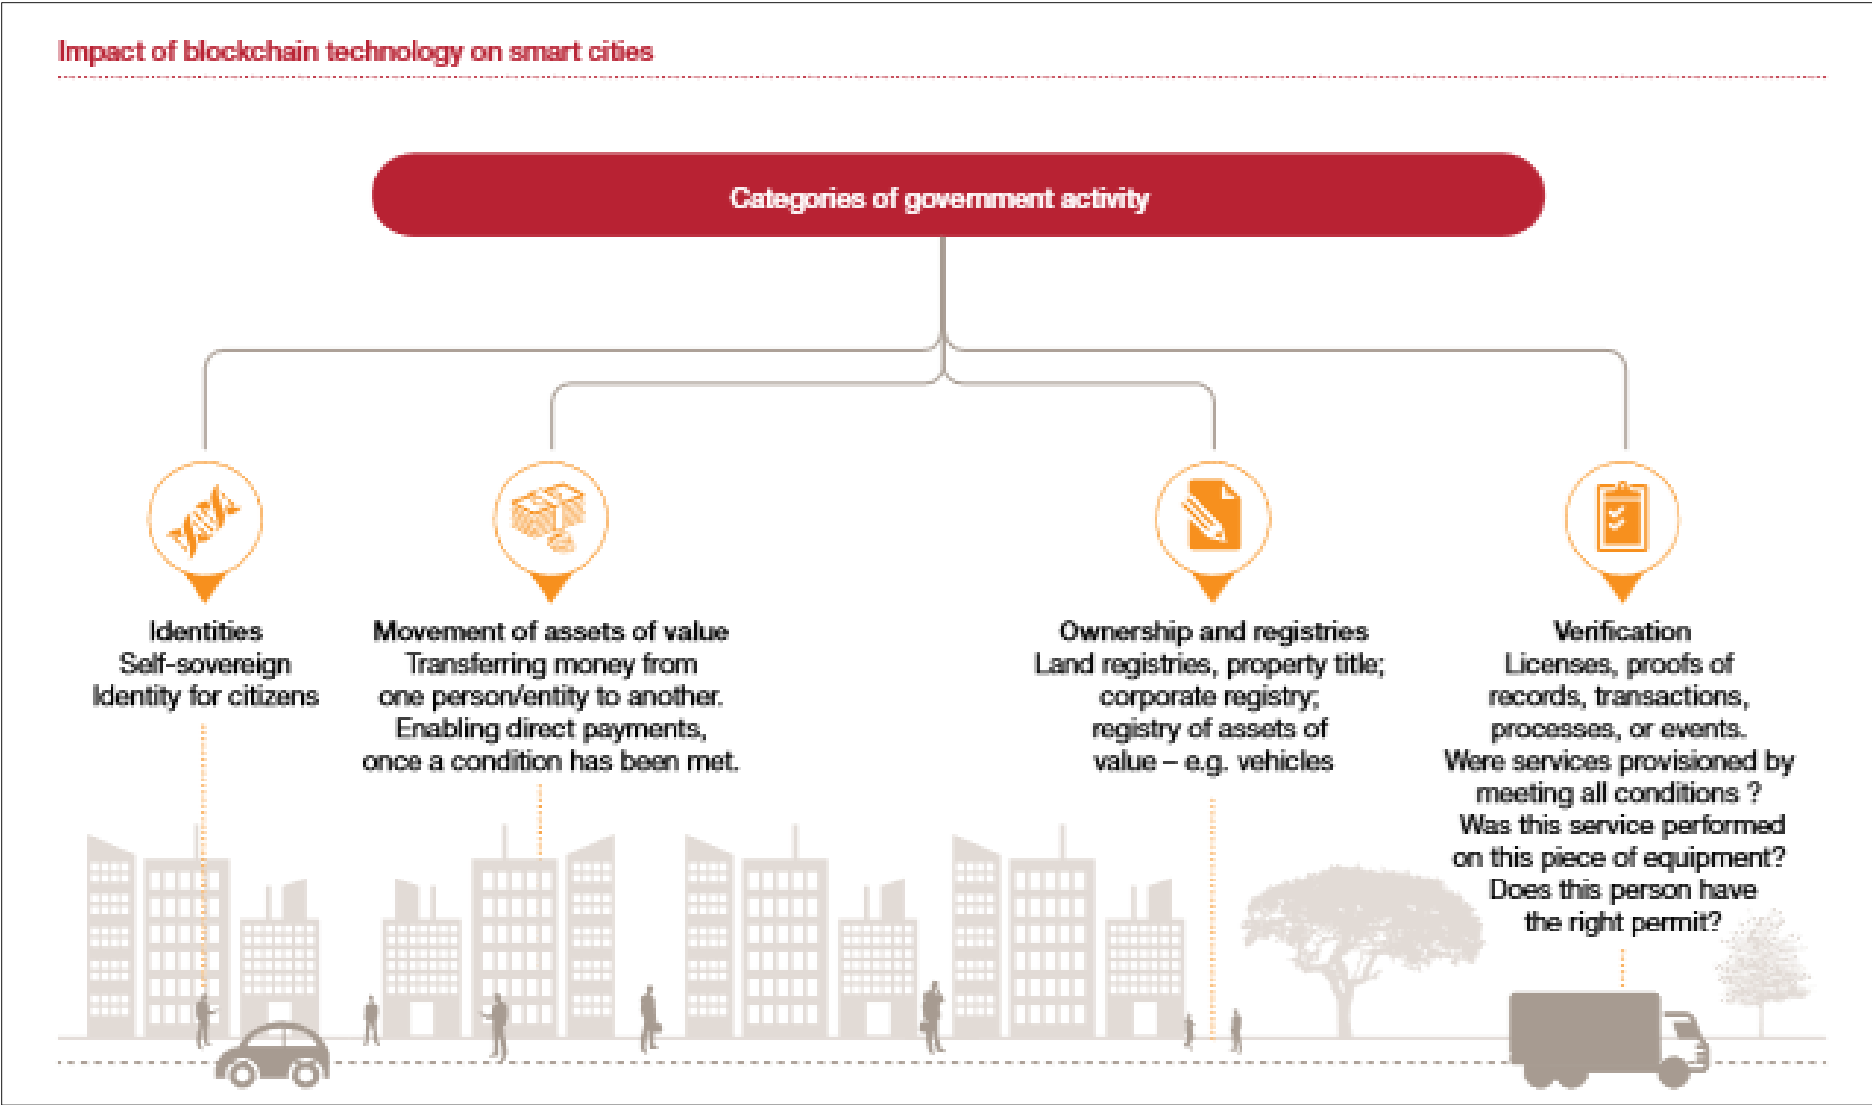 Impact of blockchain technology on smart cities
Categories of government activity
Identities
Self-sovereign
Identity for citizens
Movement of assets of value
Transferring money from
one person/entity to another.
Enabling direct payments,
once a condition has been met.
Ownership and registries
Land registries, property title;
corporate registry;
registry of assets of
value – e.g. vehicles
Verification
Licenses, proofs of
records, transactions,
processes, or events.
Were services provisioned by
meeting all conditions ?
Was this service performed
on this piece of equipment?
Does this person have
the right permit?